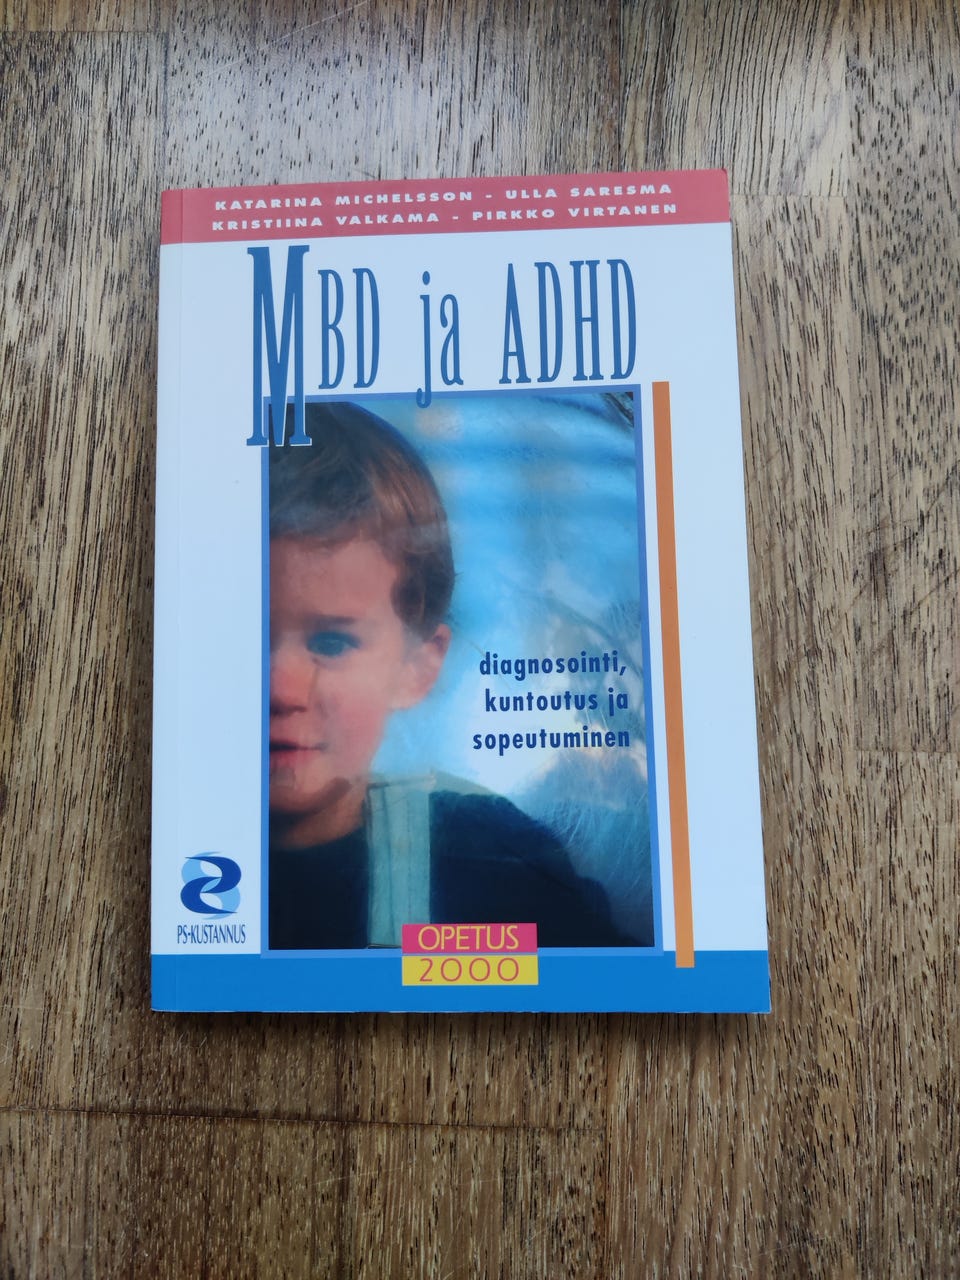 KATARINA MICHELSSON - ULLA SARESMA
KRISTIINA VALKAMA - PIRKKO VIRTANEN
MBD ja ADHD
diagnosointi,
kuntoutus ja
sopeutuminen
PS-KUSTANNUS
OPETUS
2000